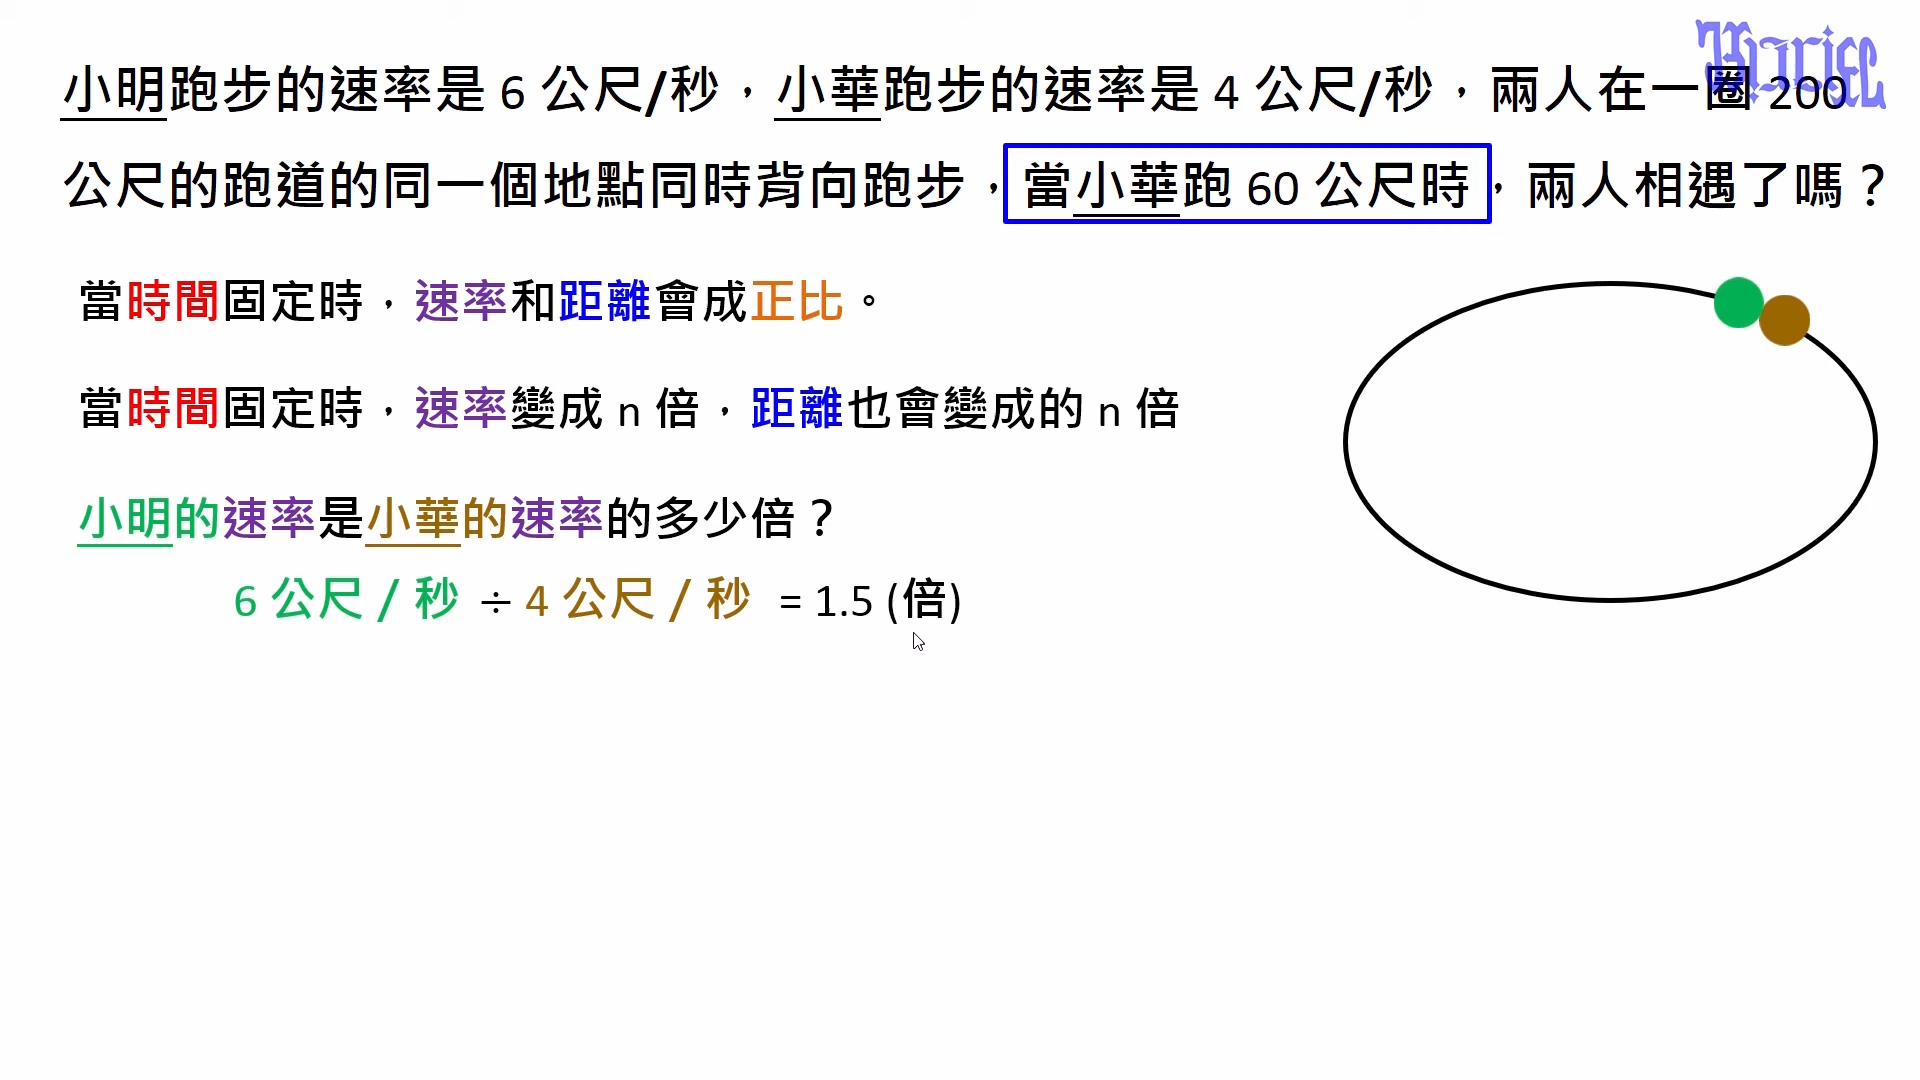 小明跑步的速率是 6 公尺/秒，小華跑步的速率是 4 公尺/秒，兩人在一圈 200
公尺的跑道的同一個地點同時背向跑步，當小華跑 60 公尺時，兩人相遇了嗎？
當時間固定時，速率和距離會成正比。
當時間固定時，速率變成 n 倍，距離也會變成的 n 倍
小明的速率是小華的速率的多少倍？
6 公尺 / 秒 ÷ 4 公尺 / 秒 = 1.5 (倍)